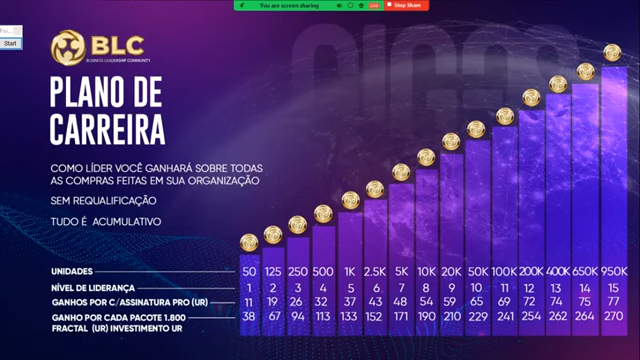 You are screen sharing
LIVE
Stop Share
Start
BLC
BUSINESS LEADERSHIP COMMUNITY
PLANO DE
CARREIRA
COMO LÍDER VOCÊ GANHARÁ SOBRE TODAS
AS COMPRAS FEITAS EM SUA ORGANIZAÇÃO
SEM REQUALIFICAÇÃO
TUDO É ACUMULATIVO
UNIDADES 50 125 250 500 1K 2.5K 5K 10K 20K 50K 100K 200K 400K 650K 950K
NÍVEL DE LIDERANÇA 1 2 3 4 5 6 7 8 9 10 11 12 13 14 15
GANHOS POR C/ASSINATURA PRO (UR) 11 19 26 32 37 43 48 54 59 65 69 72 74 75 77
GANHO POR CADA PACOTE 1.800 38 67 94 113 133 152 171 190 210 229 241 254 262 264 270
FRACTAL (UR) INVESTIMENTO UR